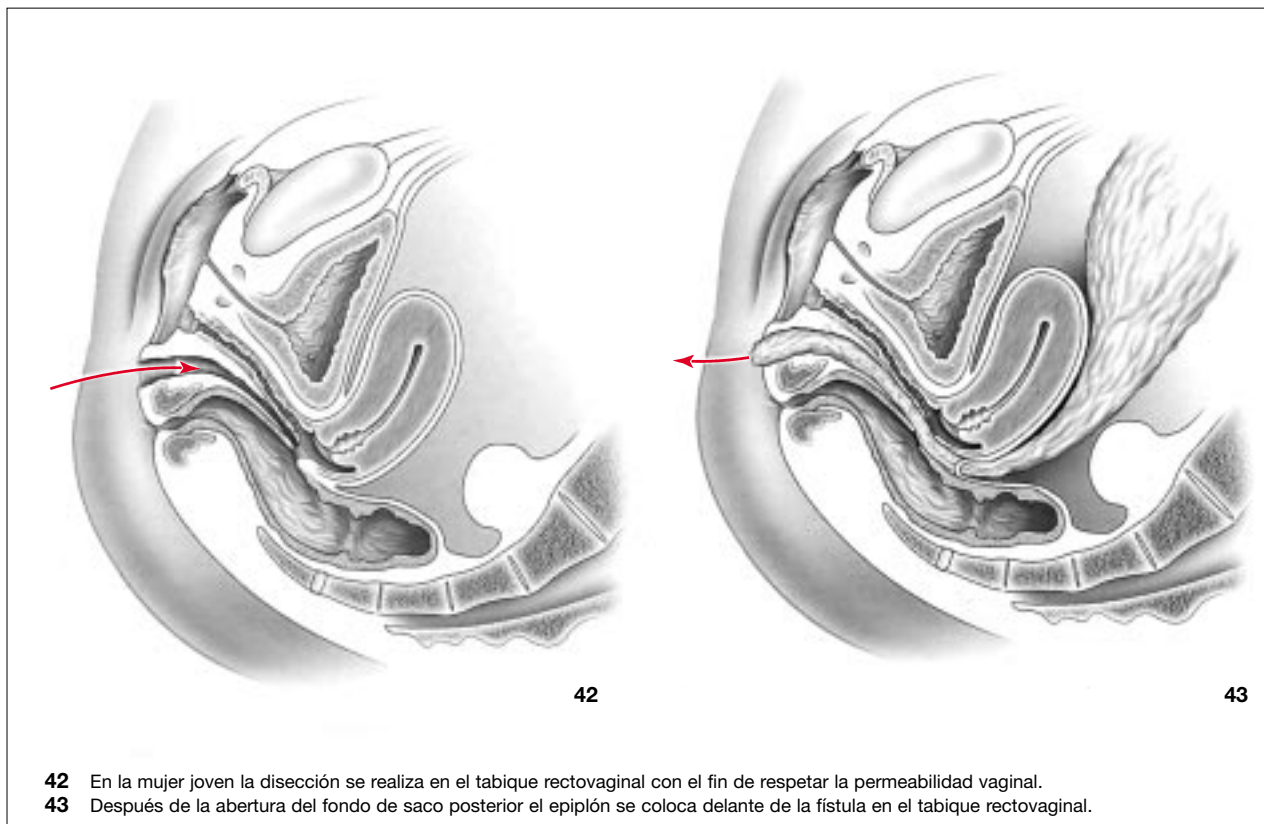 42
43
42 En la mujer joven la disección se realiza en el tabique rectovaginal con el fin de respetar la permeabilidad vaginal.
43 Después de la abertura del fondo de saco posterior el epiplón se coloca delante de la fístula en el tabique rectovaginal.